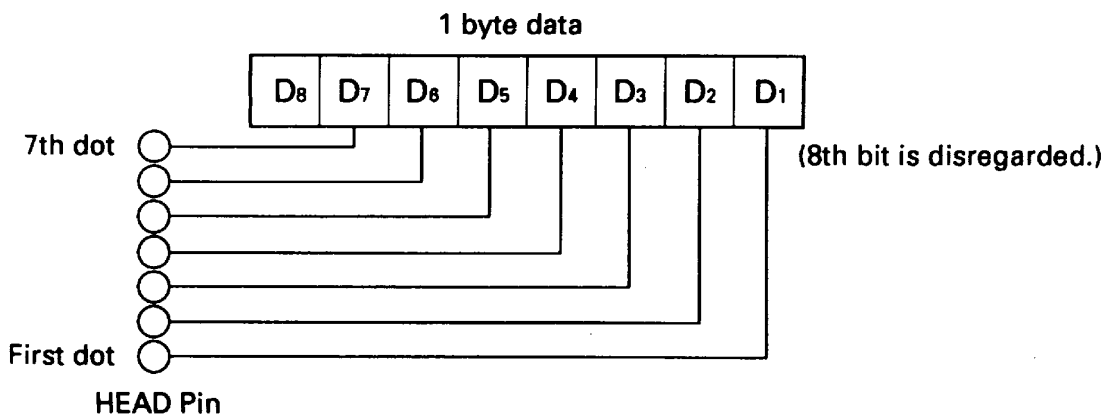 1 byte data
D8 D7 D6 D5 D4 D3 D2 D1
7th dot
(8th bit is disregarded.)
First dot
HEAD Pin